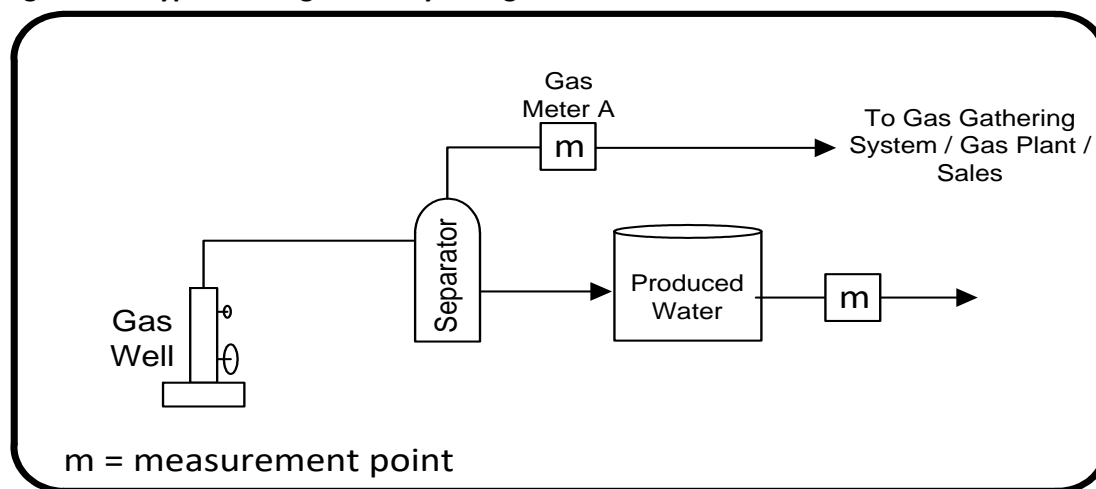 Gas
Meter A
m
To Gas Gathering
System / Gas Plant /
Sales
Separator
Produced
Water
m
Gas
Well
m = measurement point